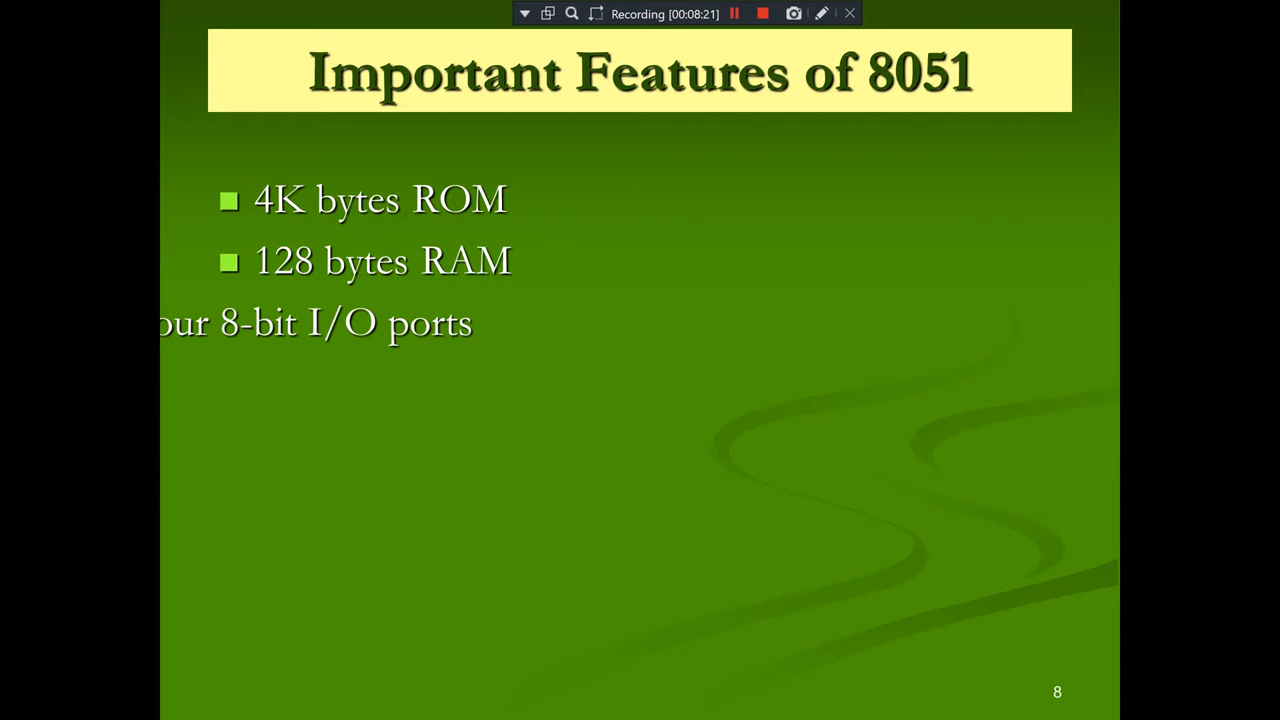 Recording [00:08:21]
Important Features of 8051
4K bytes ROM
128 bytes RAM
our 8-bit I/O ports
8